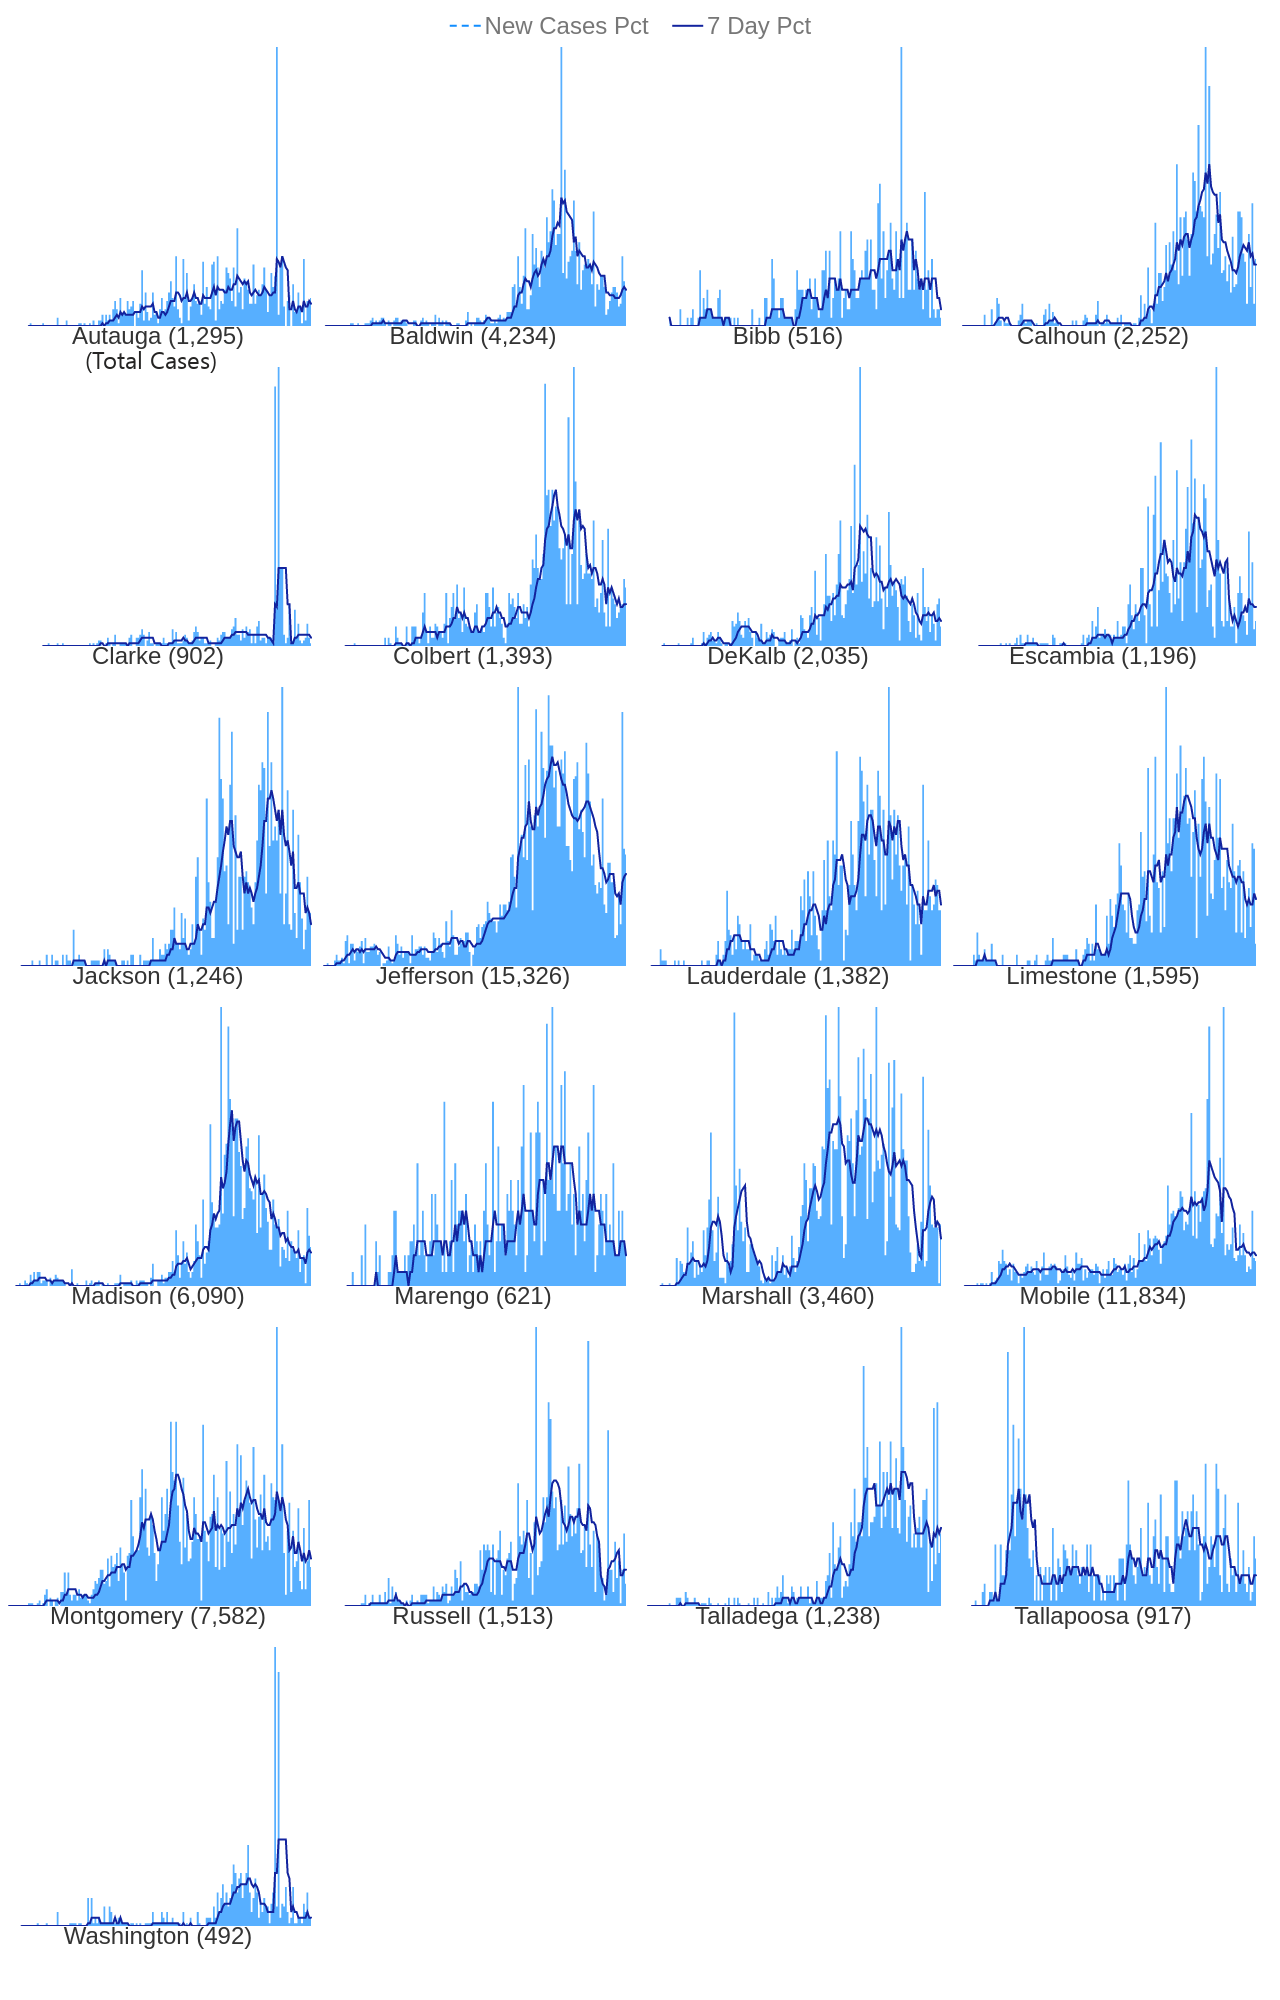 New Cases Pct 7 Day Pct
Autauga (1,295) Baldwin (4,234) Bibb (516) Calhoun (2,252)
(Total Cases)
Clarke (902) Colbert (1,393) DeKalb (2,035) Escambia (1,196)
Jackson (1,246) Jefferson (15,326) Lauderdale (1,382) Limestone (1,595)
Madison (6,090) Marengo (621) Marshall (3,460) Mobile (11,834)
Montgomery (7,582) Russell (1,513) Talladega (1,238) Tallapoosa (917)
Washington (492)